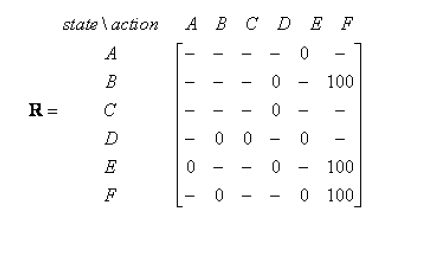 state \ action A B C D E F
A – – – – 0 –
B – – – 0 – 100
R = C – – – 0 – –
D – 0 0 – 0 –
E 0 – – 0 – 100
F – 0 – – 0 100